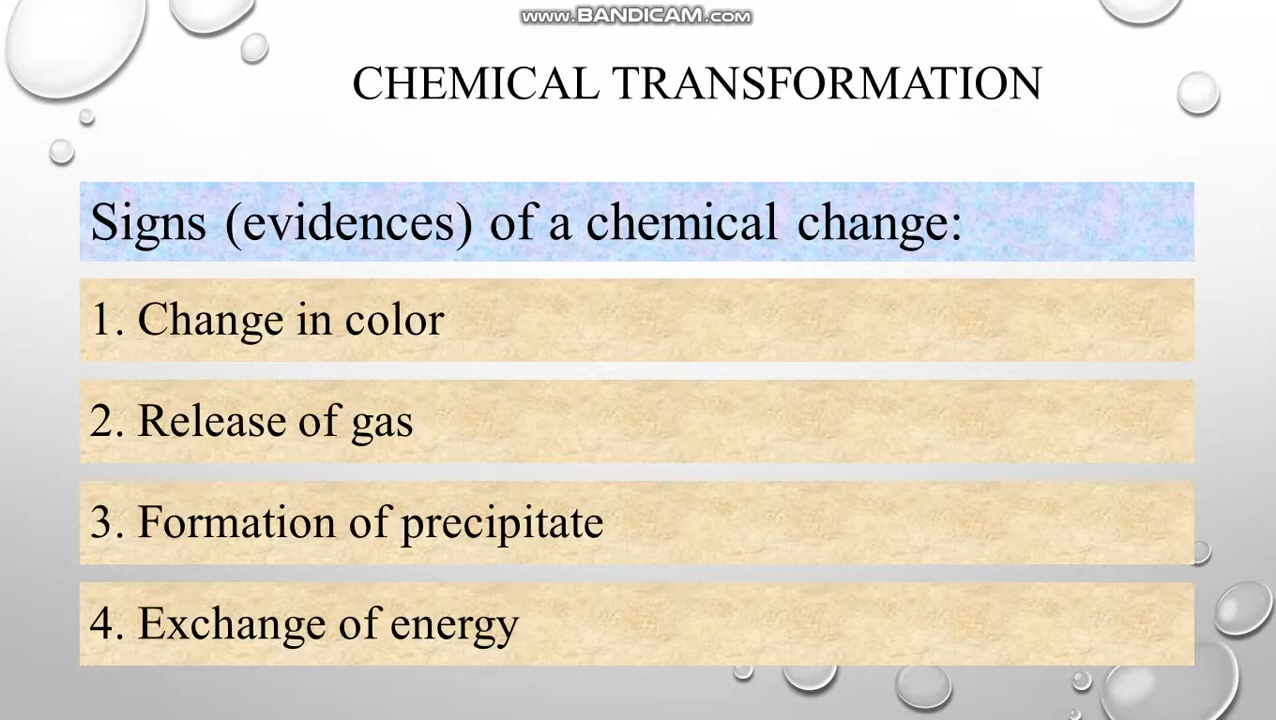 www.BANDICAM.com
CHEMICAL TRANSFORMATION
Signs (evidences) of a chemical change:
1. Change in color
2. Release of gas
3. Formation of precipitate
4. Exchange of energy